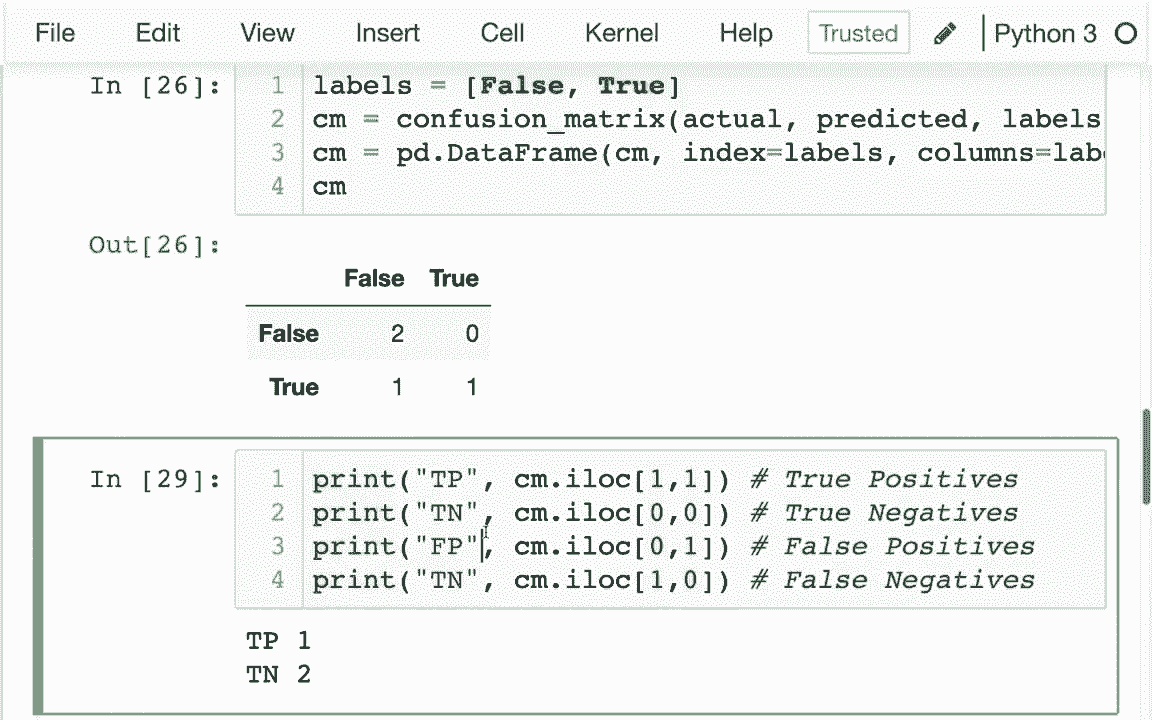 File Edit View Insert Cell Kernel Help Trusted Python 3
In [26]:
1 labels = [False, True]
2 cm = confusion_matrix(actual, predicted, labels
3 cm = pd.DataFrame(cm, index=labels, columns=lab
4 cm
Out[26]:
False True
False 2 0
True 1 1
In [29]:
1 print("TP", cm.iloc[1,1]) # True Positives
2 print("TN", cm.iloc[0,0]) # True Negatives
3 print("FP", cm.iloc[0,1]) # False Positives
4 print("TN", cm.iloc[1,0]) # False Negatives
TP 1
TN 2